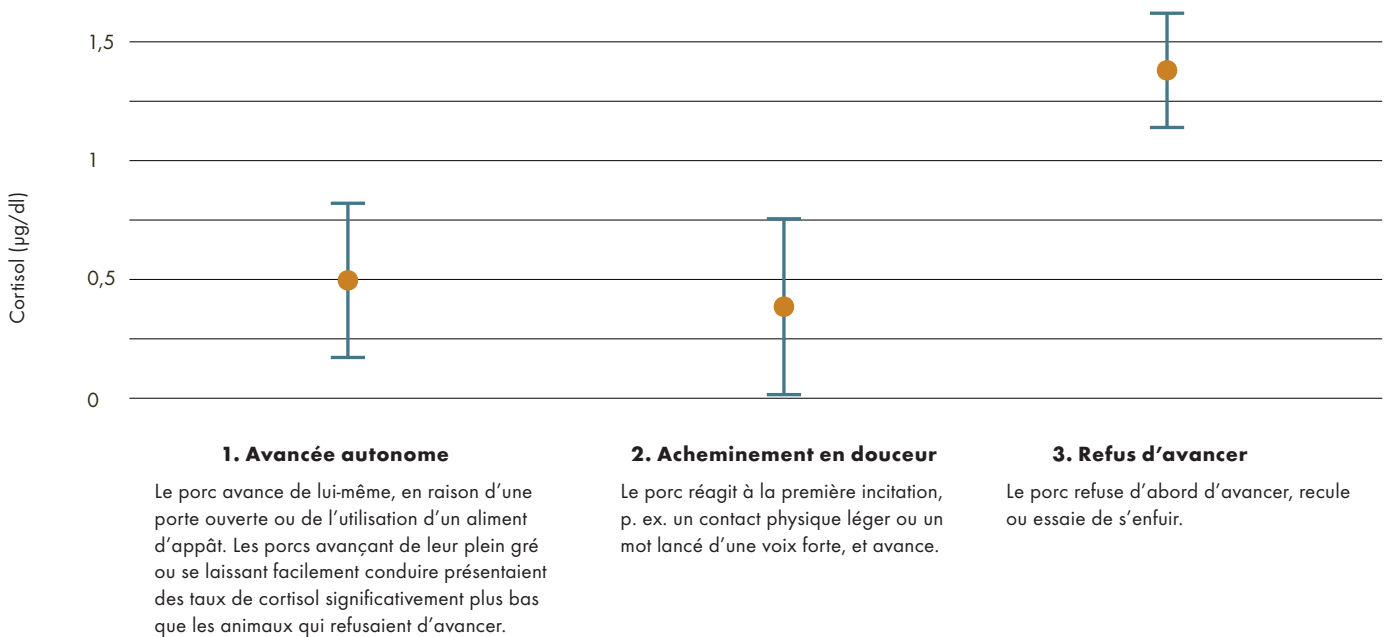 1,5
1
0,5
0
Cortisol (µg/dl)
1. Avancée autonome
Le porc avance de lui-même, en raison d’une
porte ouverte ou de l’utilisation d’un aliment
d’appât. Les porcs avançant de leur plein gré
ou se laissant facilement conduire présentaient
des taux de cortisol significativement plus bas
que les animaux qui refusaient d’avancer.
2. Acheminement en douceur
Le porc réagit à la première incitation,
p. ex. un contact physique léger ou un
mot lancé d’une voix forte, et avance.
3. Refus d’avancer
Le porc refuse d’abord d’avancer, recule
ou essaie de s’enfuir.